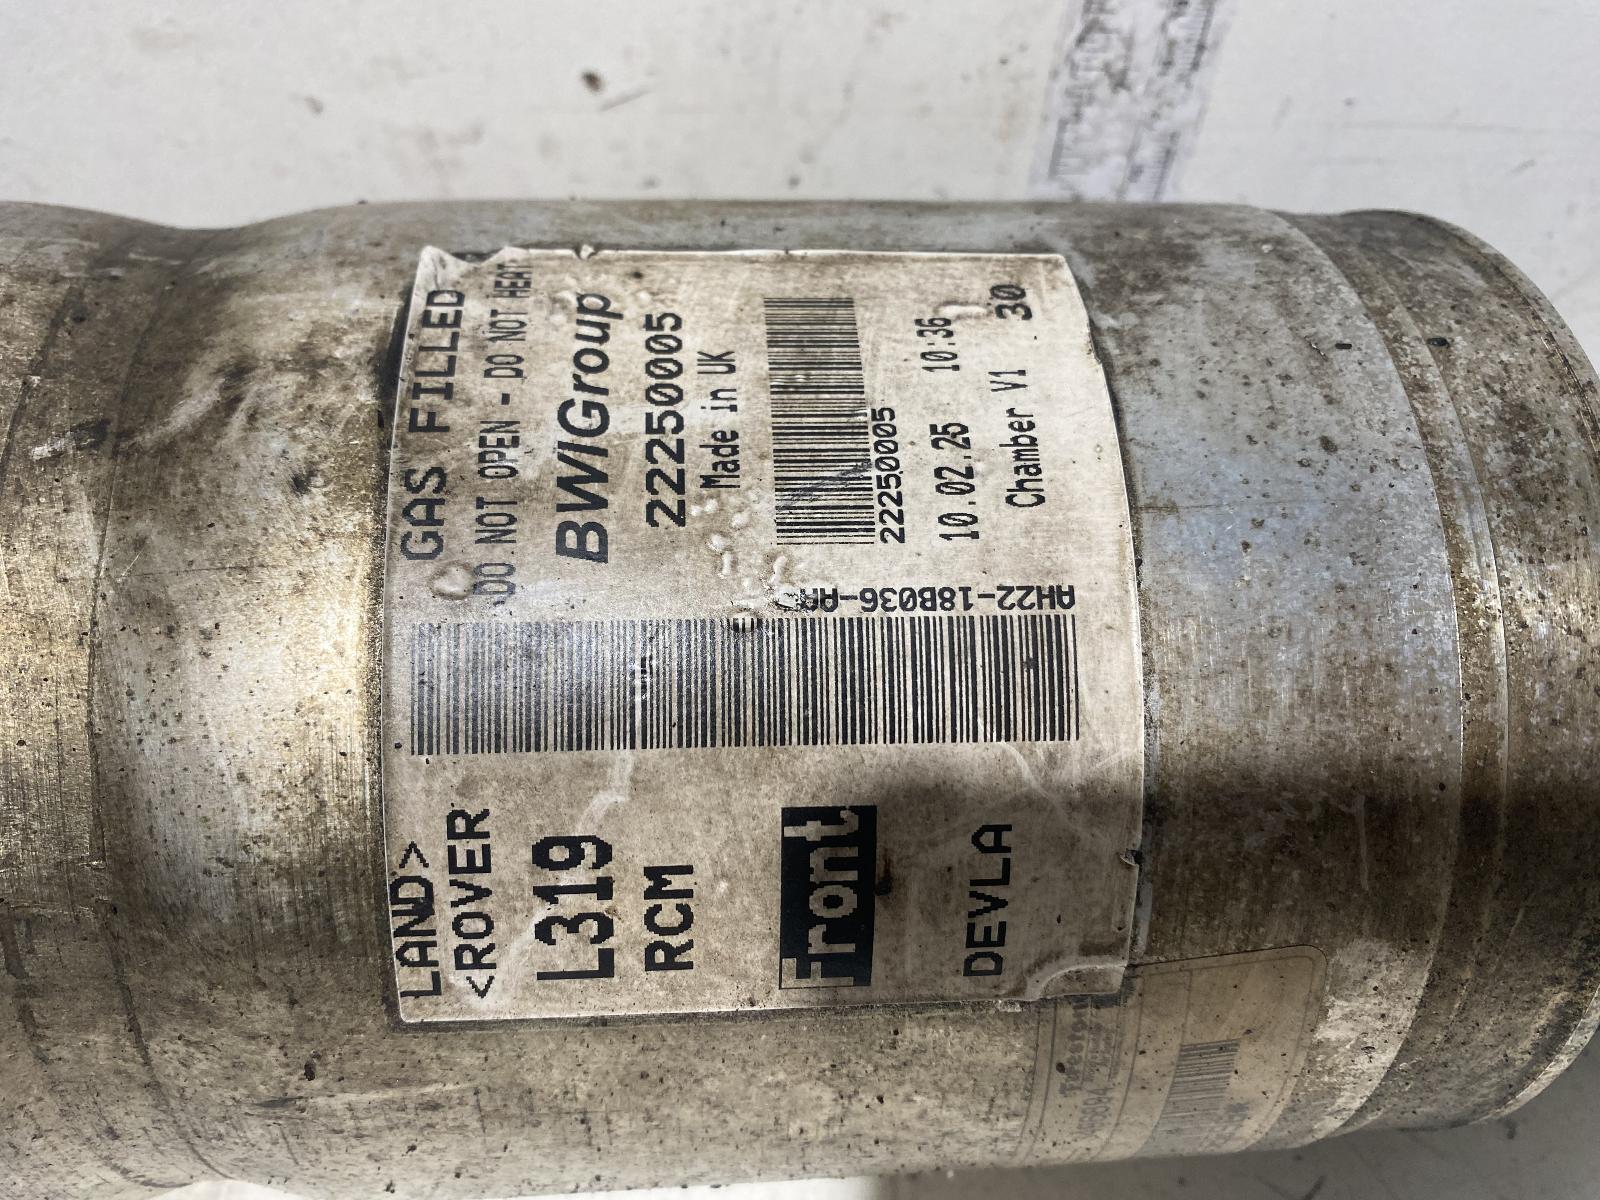 GAS FILLED
DO NOT OPEN - DO NOT HEAT
BWIGroup
22250005
Made in UK
22250005
10.02.25 10:36
Chamber V1 30
AH22-18B036-AA
LAND>
<ROVER
L319
RCM
Front
DEVLA